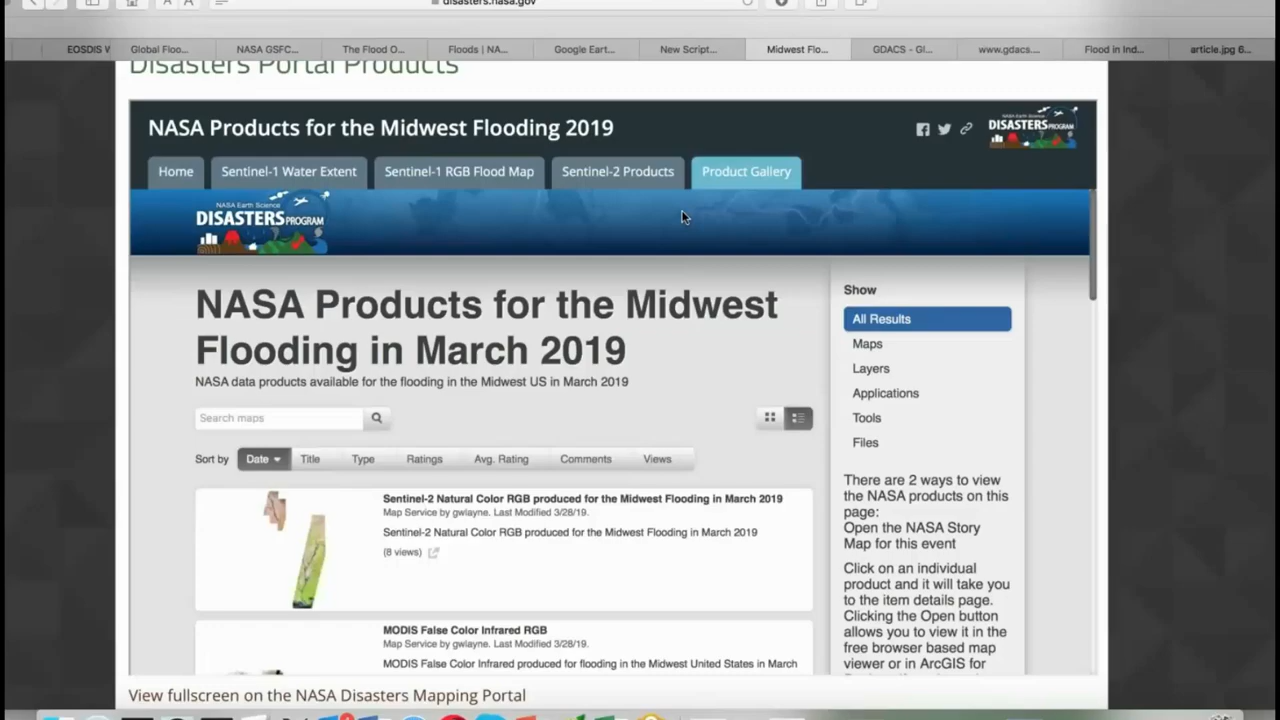 disasters.nasa.gov
EOSDIS W
Global Floo...
NASA GSFC...
The Flood O...
Floods | NA...
Google Eart...
New Script...
Midwest Flo...
GDACS - Gl...
www.gdacs....
Flood in Ind...
article.jpg 6...
Disasters Portal Products
NASA Products for the Midwest Flooding 2019
NASA Earth Science
DISASTERS PROGRAM
Home
Sentinel-1 Water Extent
Sentinel-1 RGB Flood Map
Sentinel-2 Products
Product Gallery
NASA Earth Science
DISASTERS PROGRAM
NASA Products for the Midwest
Flooding in March 2019
NASA data products available for the flooding in the Midwest US in March 2019
Search maps
Sort by
Date
Title
Type
Ratings
Avg. Rating
Comments
Views
Sentinel-2 Natural Color RGB produced for the Midwest Flooding in March 2019
Map Service by gwlayne. Last Modified 3/28/19.
Sentinel-2 Natural Color RGB produced for the Midwest Flooding in March 2019
(8 views)
MODIS False Color Infrared RGB
Map Service by gwlayne. Last Modified 3/28/19.
MODIS False Color Infrared produced for flooding in the Midwest United States in March
Show
All Results
Maps
Layers
Applications
Tools
Files
There are 2 ways to view
the NASA products on this
page:
Open the NASA Story
Map for this event
Click on an individual
product and it will take you
to the item details page.
Clicking the Open button
allows you to view it in the
free browser based map
viewer or in ArcGIS for
View fullscreen on the NASA Disasters Mapping Portal